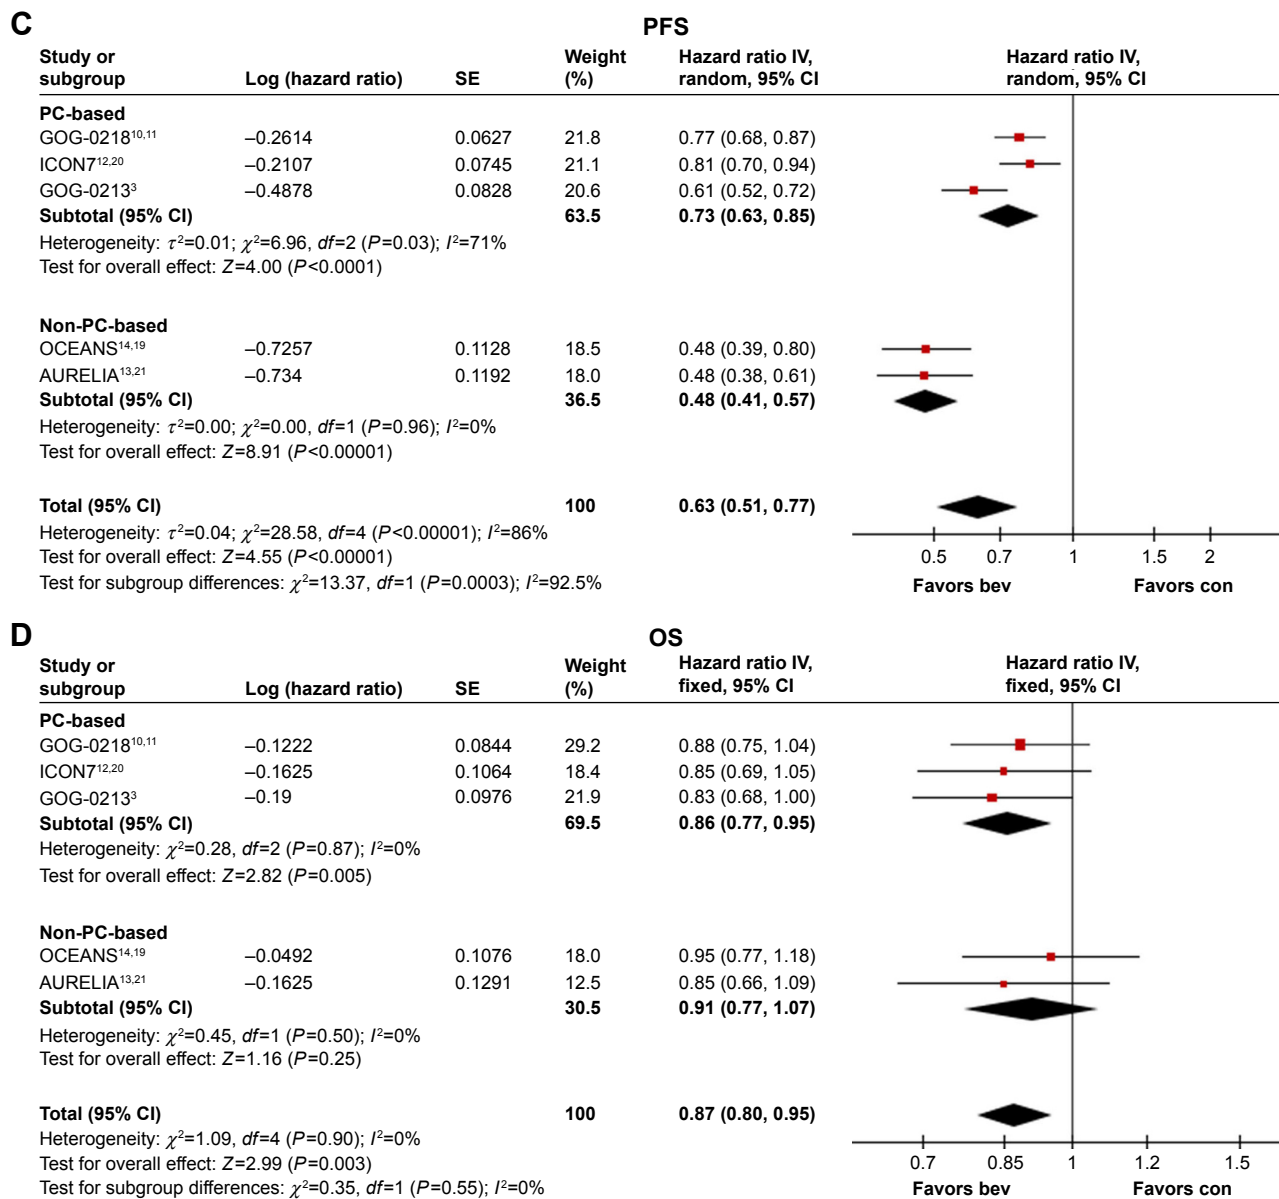 C
PFS
Study or subgroup Log (hazard ratio) SE Weight (%) Hazard ratio IV, random, 95% CI Hazard ratio IV, random, 95% CI
PC-based
GOG-021810,11 –0.2614 0.0627 21.8 0.77 (0.68, 0.87)
ICON712,20 –0.2107 0.0745 21.1 0.81 (0.70, 0.94)
GOG-02133 –0.4878 0.0828 20.6 0.61 (0.52, 0.72)
Subtotal (95% CI) 63.5 0.73 (0.63, 0.85)
Heterogeneity: τ2=0.01; χ2=6.96, df=2 (P=0.03); I2=71%
Test for overall effect: Z=4.00 (P<0.0001)
Non-PC-based
OCEANS14,19 –0.7257 0.1128 18.5 0.48 (0.39, 0.80)
AURELIA13,21 –0.734 0.1192 18.0 0.48 (0.38, 0.61)
Subtotal (95% CI) 36.5 0.48 (0.41, 0.57)
Heterogeneity: τ2=0.00; χ2=0.00, df=1 (P=0.96); I2=0%
Test for overall effect: Z=8.91 (P<0.00001)
Total (95% CI) 100 0.63 (0.51, 0.77)
Heterogeneity: τ2=0.04; χ2=28.58, df=4 (P<0.00001); I2=86%
Test for overall effect: Z=4.55 (P<0.00001)
Test for subgroup differences: χ2=13.37, df=1 (P=0.0003); I2=92.5%
0.5 0.7 1 1.5 2
Favors bev Favors con
D
OS
Study or subgroup Log (hazard ratio) SE Weight (%) Hazard ratio IV, fixed, 95% CI Hazard ratio IV, fixed, 95% CI
PC-based
GOG-021810,11 –0.1222 0.0844 29.2 0.88 (0.75, 1.04)
ICON712,20 –0.1625 0.1064 18.4 0.85 (0.69, 1.05)
GOG-02133 –0.19 0.0976 21.9 0.83 (0.68, 1.00)
Subtotal (95% CI) 69.5 0.86 (0.77, 0.95)
Heterogeneity: χ2=0.28, df=2 (P=0.87); I2=0%
Test for overall effect: Z=2.82 (P=0.005)
Non-PC-based
OCEANS14,19 –0.0492 0.1076 18.0 0.95 (0.77, 1.18)
AURELIA13,21 –0.1625 0.1291 12.5 0.85 (0.66, 1.09)
Subtotal (95% CI) 30.5 0.91 (0.77, 1.07)
Heterogeneity: χ2=0.45, df=1 (P=0.50); I2=0%
Test for overall effect: Z=1.16 (P=0.25)
Total (95% CI) 100 0.87 (0.80, 0.95)
Heterogeneity: χ2=1.09, df=4 (P=0.90); I2=0%
Test for overall effect: Z=2.99 (P=0.003)
Test for subgroup differences: χ2=0.35, df=1 (P=0.55); I2=0%
0.7 0.85 1 1.2 1.5
Favors bev Favors con